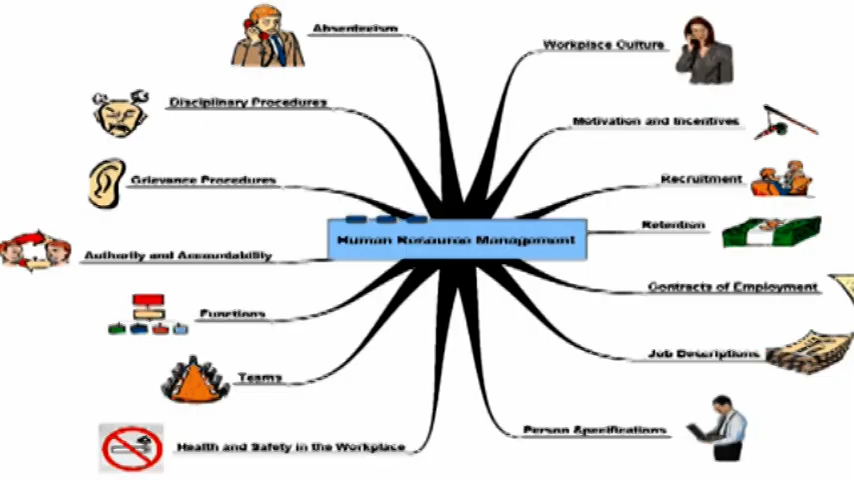 Absenteeism
Workplace Culture
Disciplinary Procedures
Motivation and Incentives
Grievance Procedures
Recruitment
Retention
Human Resource Management
Authority and Accountability
Contracts of Employment
Functions
Job Descriptions
Teams
Person Specifications
Health and Safety in the Workplace